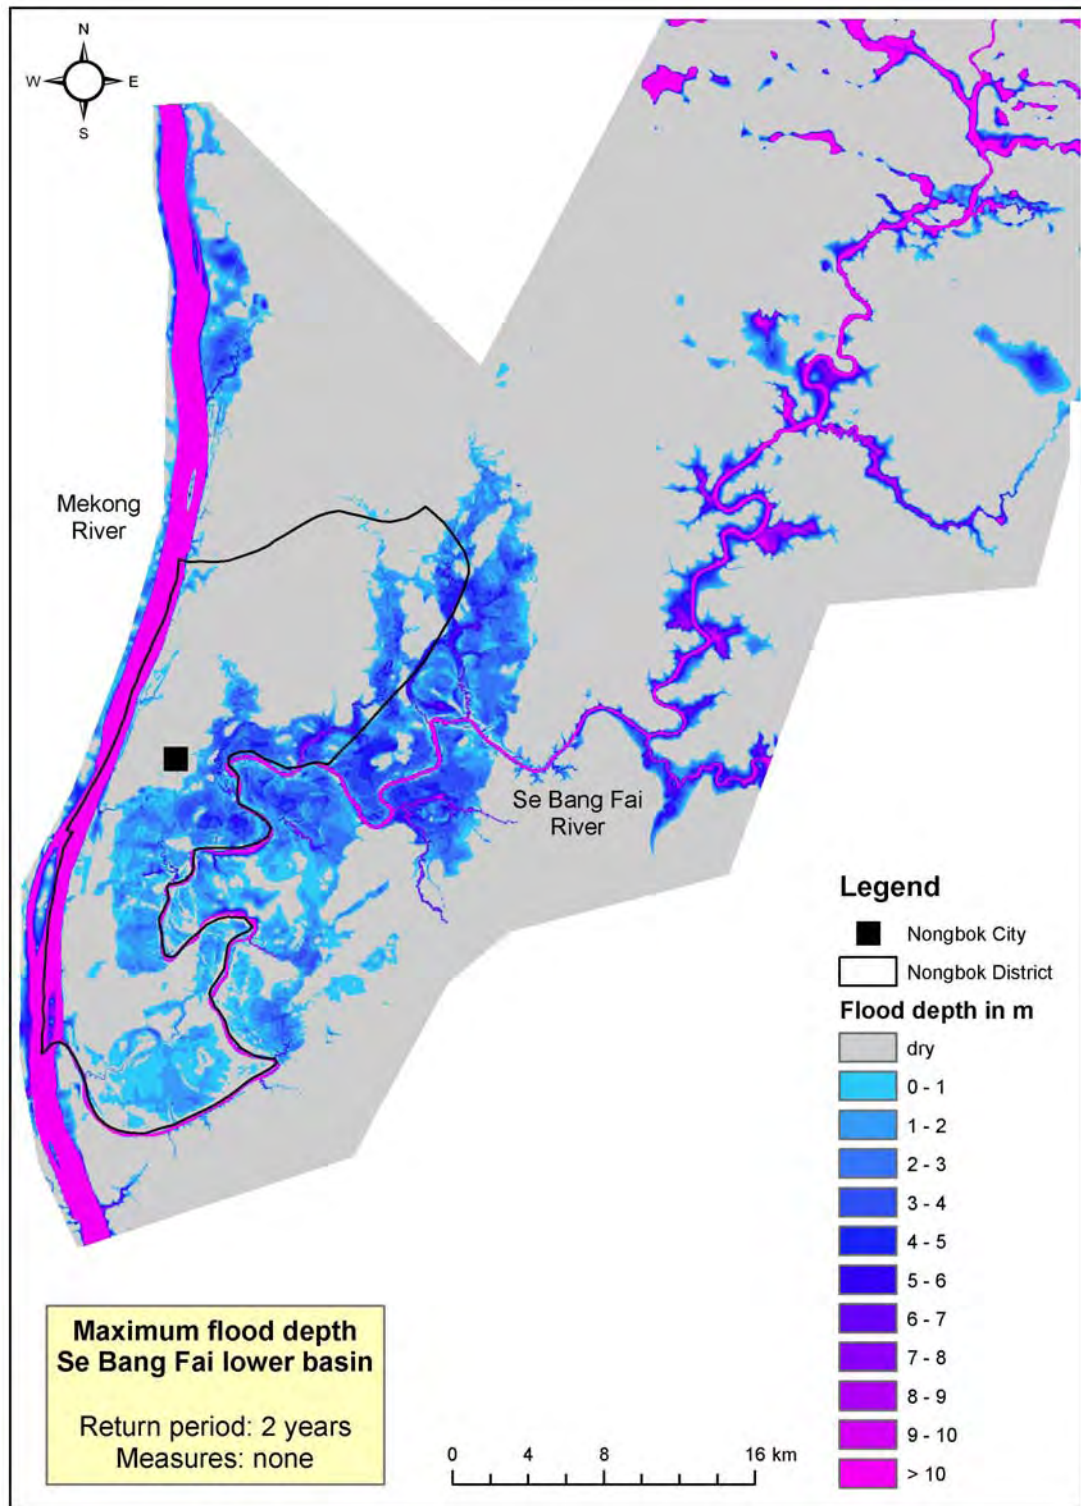 N
W E
S
Mekong
River
Se Bang Fai
River
Legend
Nongbok City
Nongbok District
Flood depth in m
dry
0 - 1
1 - 2
2 - 3
3 - 4
4 - 5
5 - 6
6 - 7
7 - 8
8 - 9
9 - 10
> 10
Maximum flood depth
Se Bang Fai lower basin
Return period: 2 years
Measures: none
0 4 8 16 km